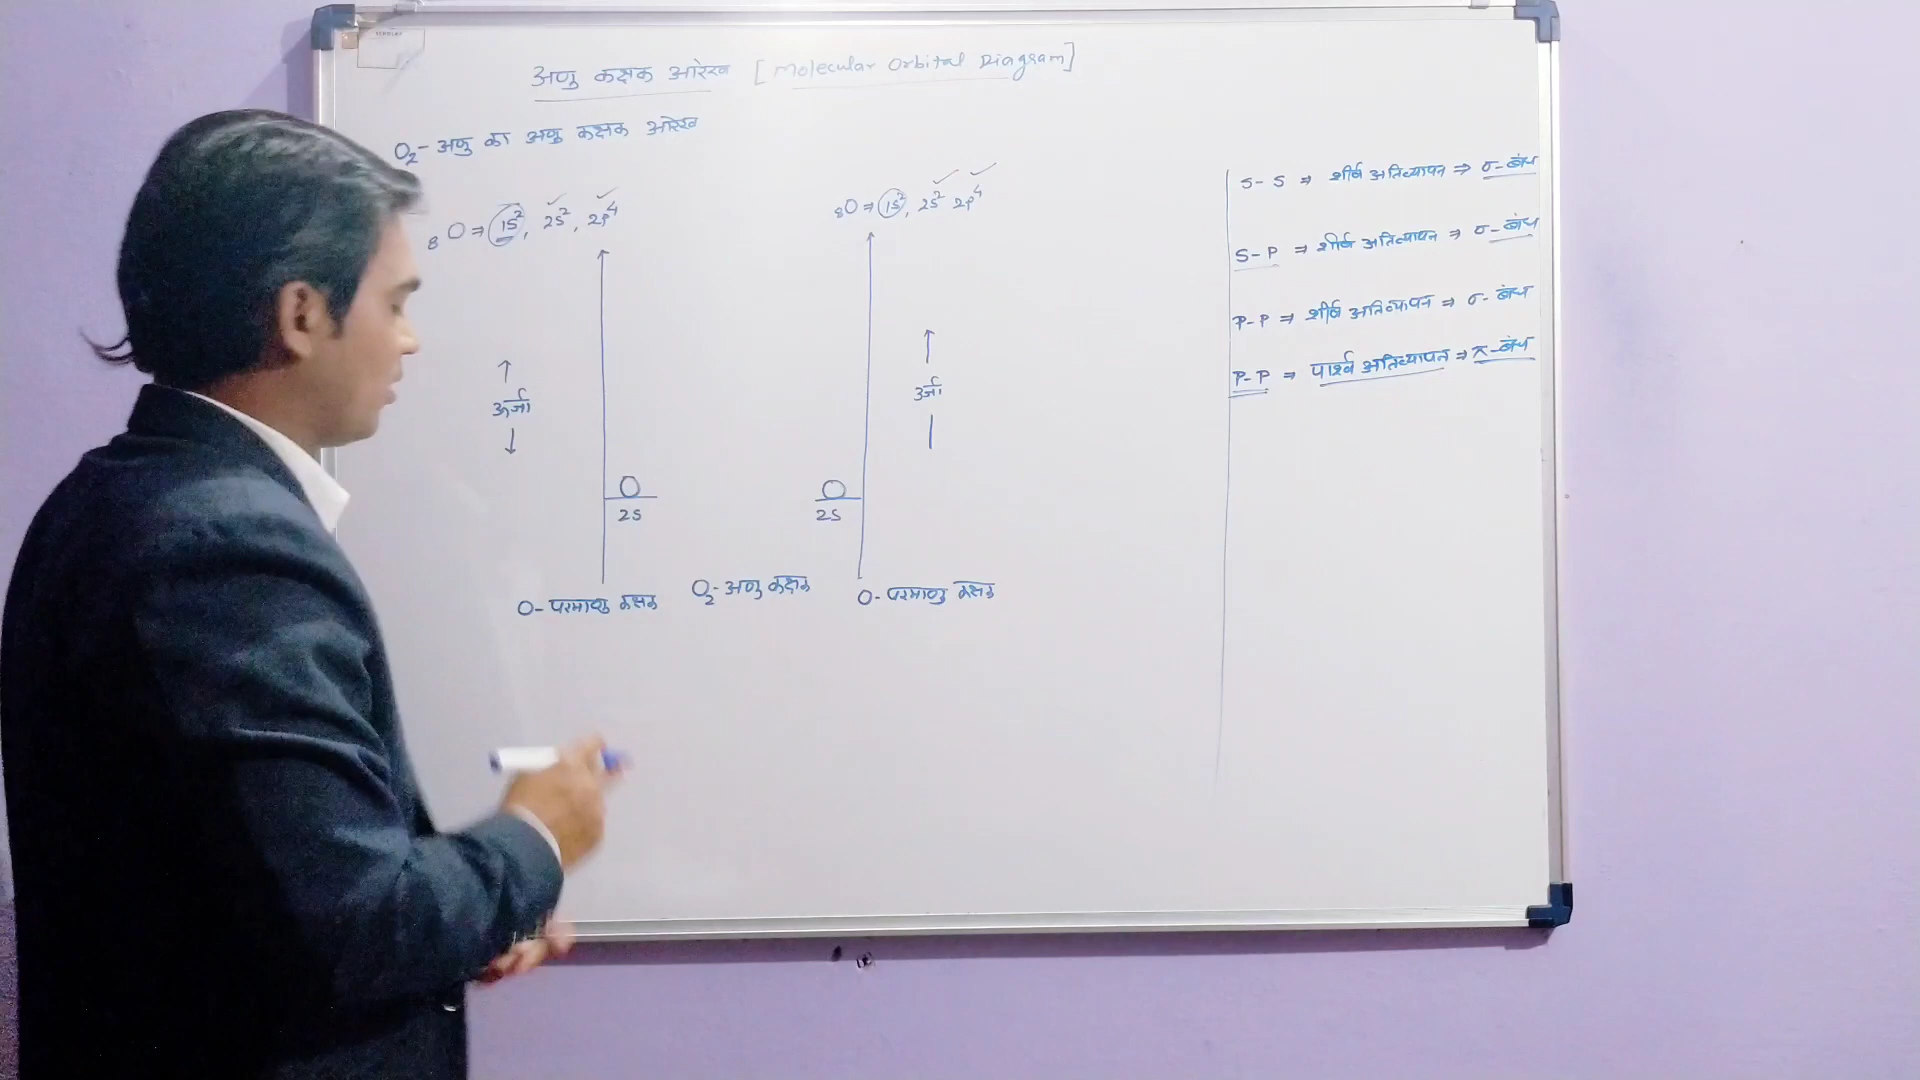 अणु कक्षक आरेख [Molecular Orbital Diagram]
O₂- अणु का अणु कक्षक आरेख
₈O ⇒ 1s², 2s², 2p⁴
₈O ⇒ 1s², 2s² 2p⁴
ऊर्जा
उर्जा
2s
2s
O- परमाणु कक्षक
O₂- अणु कक्षक
O- परमाणु कक्षक
S-S ⇒ शीर्ष अतिव्यापन ⇒ σ-बंध
S-P ⇒ शीर्ष अतिव्यापन ⇒ σ-बंध
P-P ⇒ शीर्ष अतिव्यापन ⇒ σ-बंध
P-P ⇒ पार्श्व अतिव्यापन ⇒ π-बंध